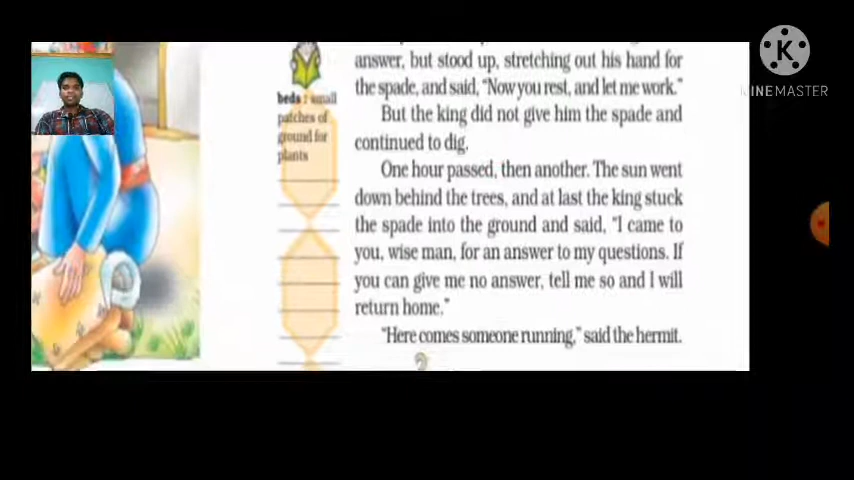 answer, but stood up, stretching out his hand for
the spade, and said, "Now you rest, and let me work."
But the king did not give him the spade and
continued to dig.
One hour passed, then another. The sun went
down behind the trees, and at last the king stuck
the spade into the ground and said, "I came to
you, wise man, for an answer to my questions. If
you can give me no answer, tell me so and I will
return home."
"Here comes someone running," said the hermit.
beds : small
patches of
ground for
plants
K
KINEMASTER